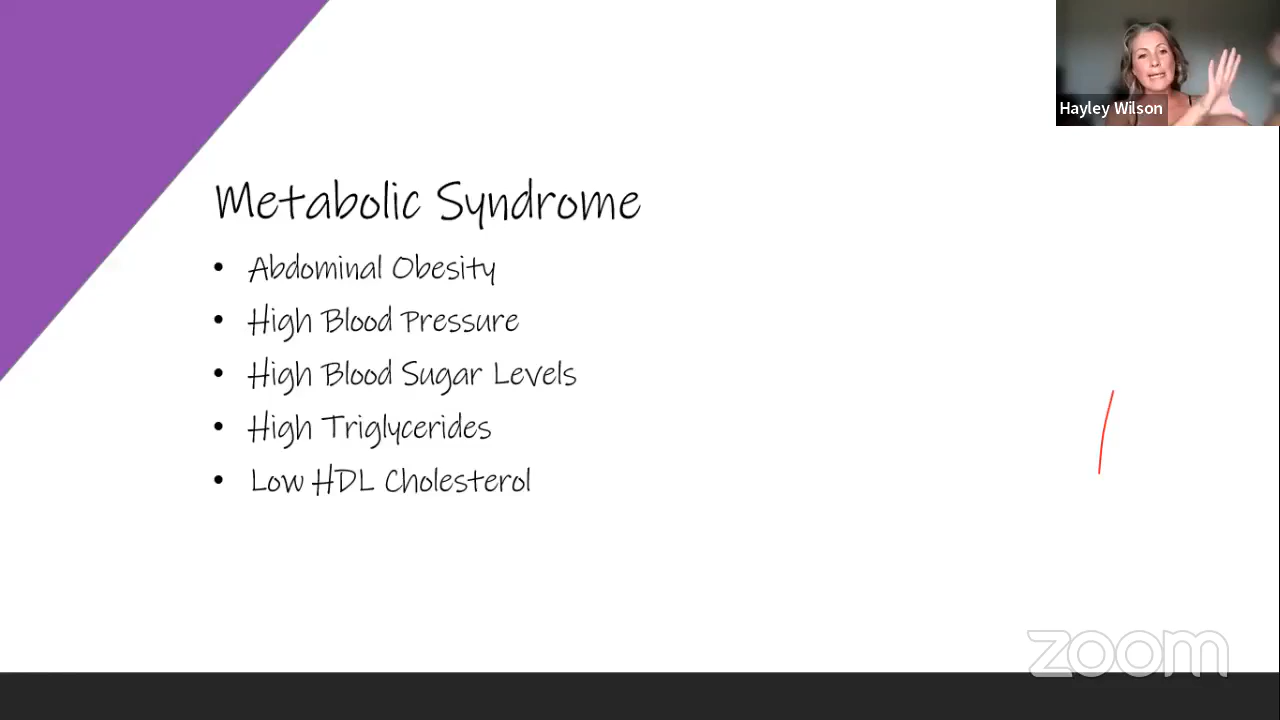 Hayley Wilson
Metabolic Syndrome
• Abdominal Obesity
• High Blood Pressure
• High Blood Sugar Levels
• High Triglycerides
• Low HDL Cholesterol
zoom